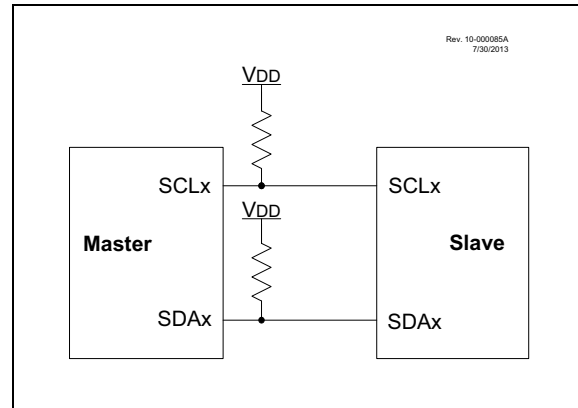 Rev. 10-000085A
7/30/2013
VDD
SCLx
SCLx
VDD
Master
Slave
SDAx
SDAx